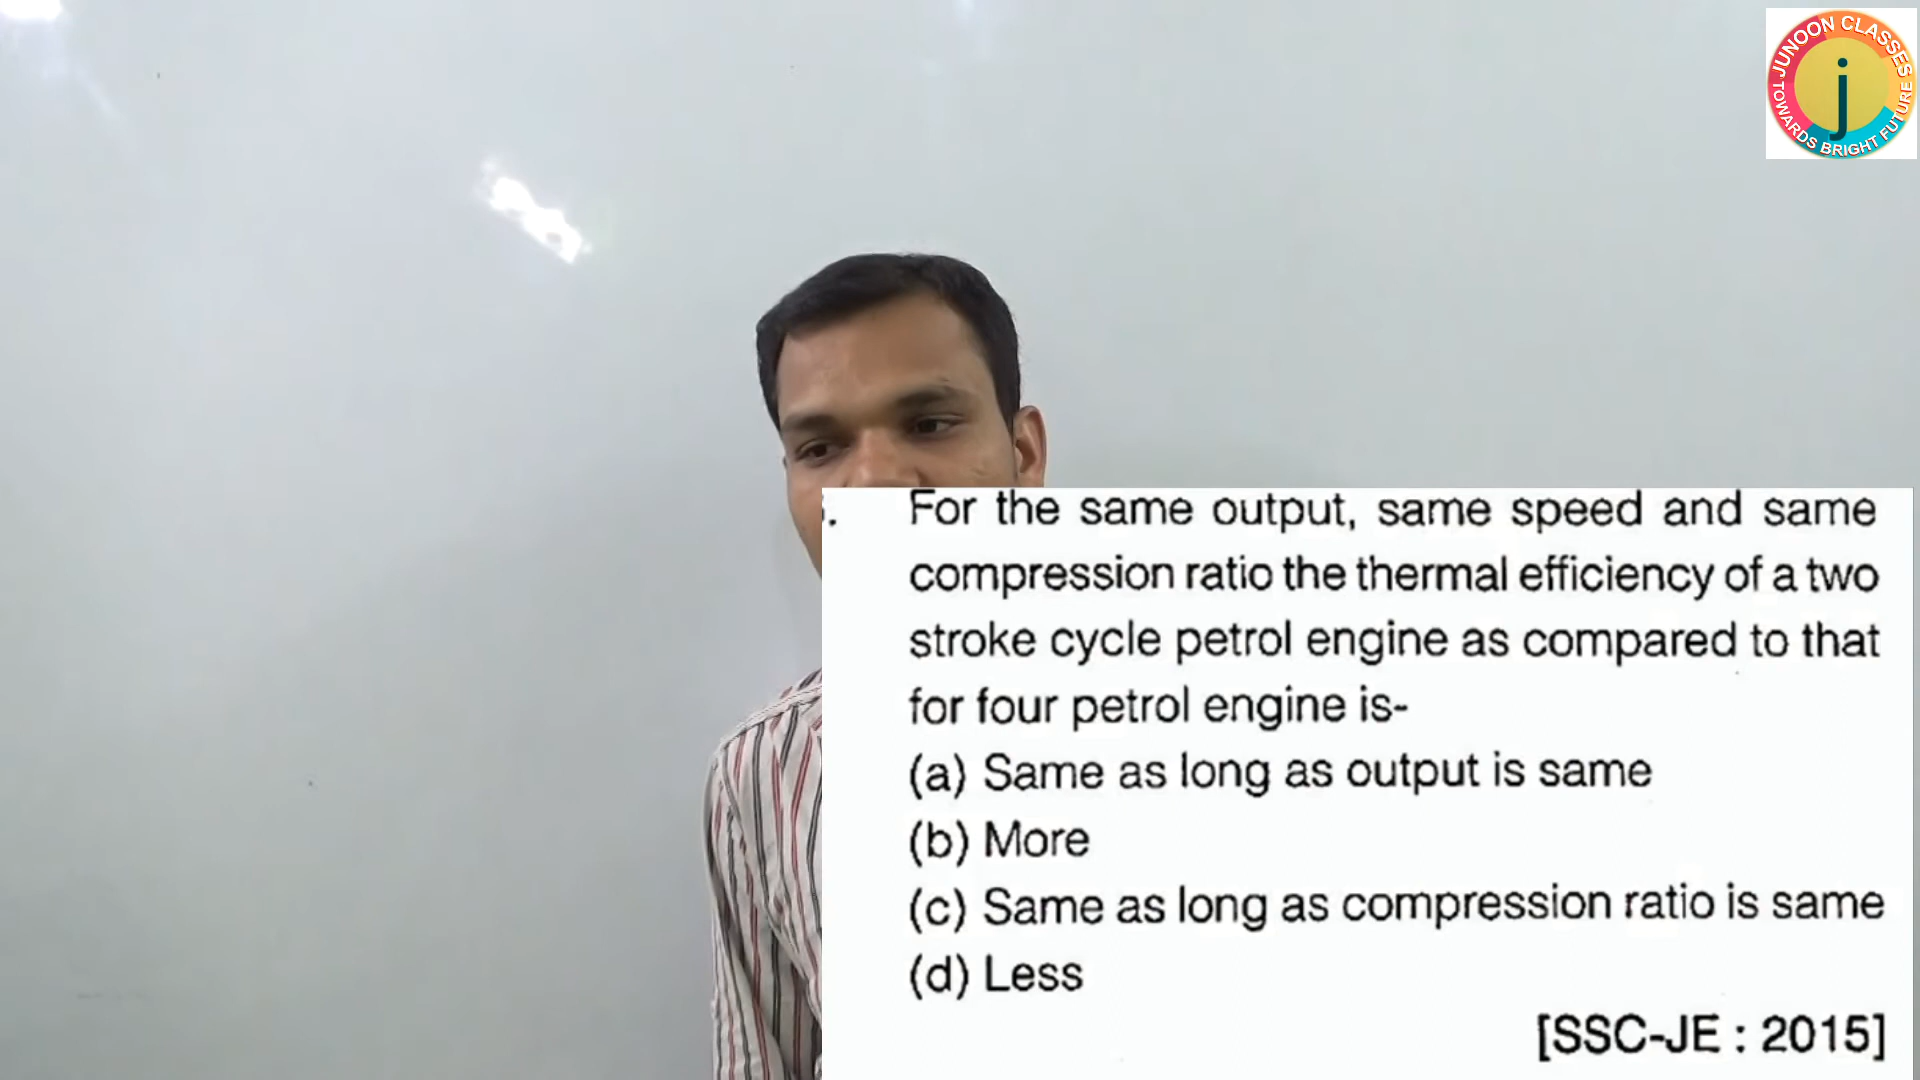 JUNOON CLASSES
j
TOWARDS BRIGHT FUTURE
For the same output, same speed and same
compression ratio the thermal efficiency of a two
stroke cycle petrol engine as compared to that
for four petrol engine is-
(a) Same as long as output is same
(b) More
(c) Same as long as compression ratio is same
(d) Less
[SSC-JE : 2015]